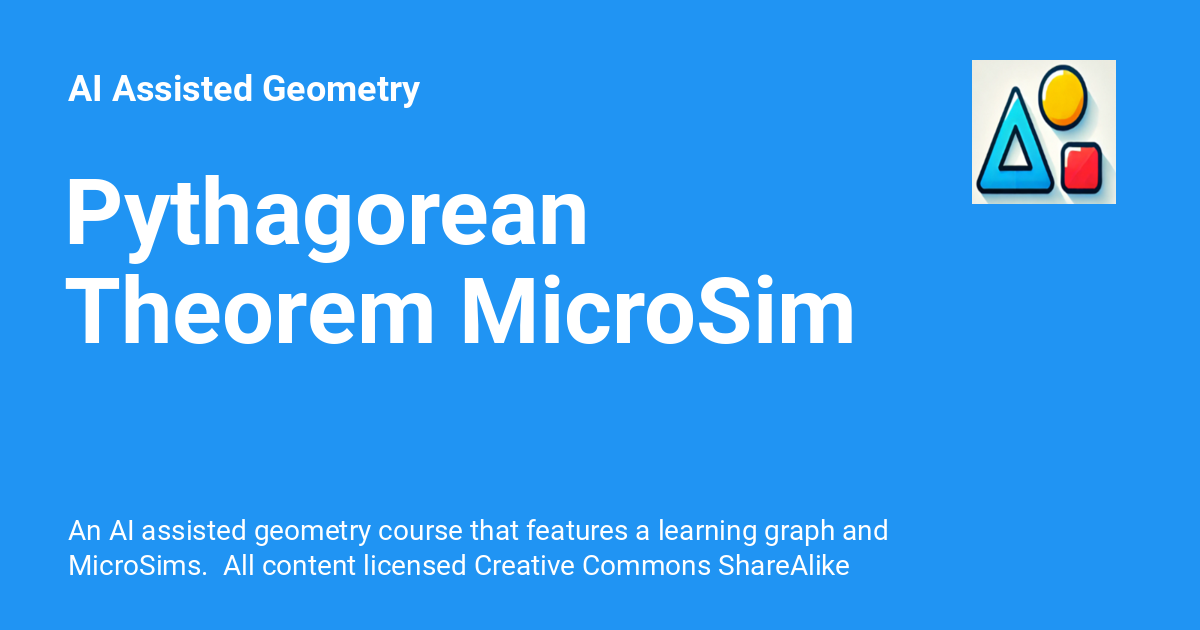 AI Assisted Geometry
Pythagorean
Theorem MicroSim
An AI assisted geometry course that features a learning graph and
MicroSims.  All content licensed Creative Commons ShareAlike